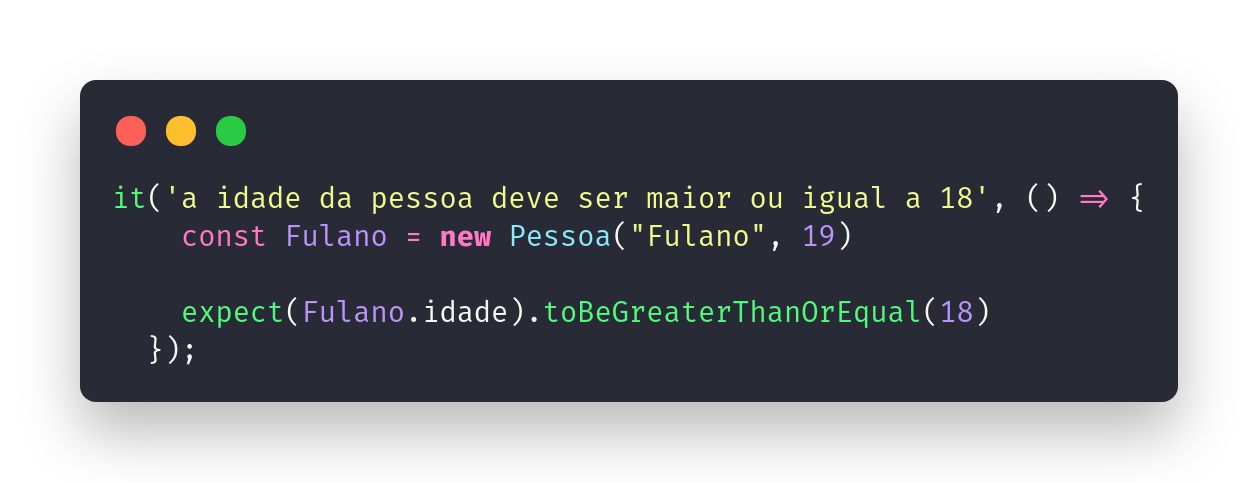 it('a idade da pessoa deve ser maior ou igual a 18', () => {
    const Fulano = new Pessoa("Fulano", 19)

    expect(Fulano.idade).toBeGreaterThanOrEqual(18)
  });